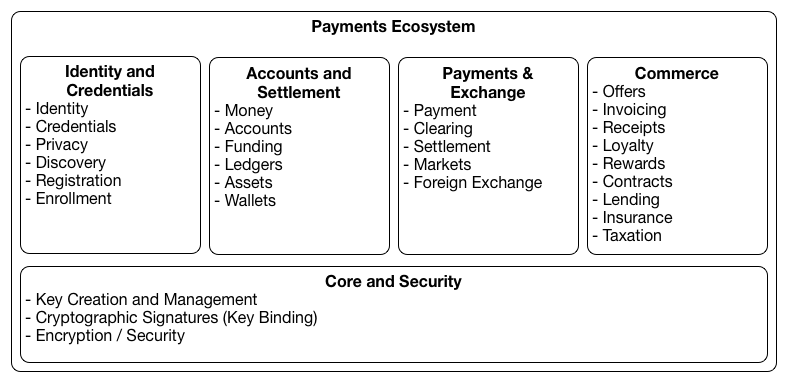 Payments Ecosystem
Identity and
Credentials
- Identity
- Credentials
- Privacy
- Discovery
- Registration
- Enrollment
Accounts and
Settlement
- Money
- Accounts
- Funding
- Ledgers
- Assets
- Wallets
Payments &
Exchange
- Payment
- Clearing
- Settlement
- Markets
- Foreign Exchange
Commerce
- Offers
- Invoicing
- Receipts
- Loyalty
- Rewards
- Contracts
- Lending
- Insurance
- Taxation
Core and Security
- Key Creation and Management
- Cryptographic Signatures (Key Binding)
- Encryption / Security